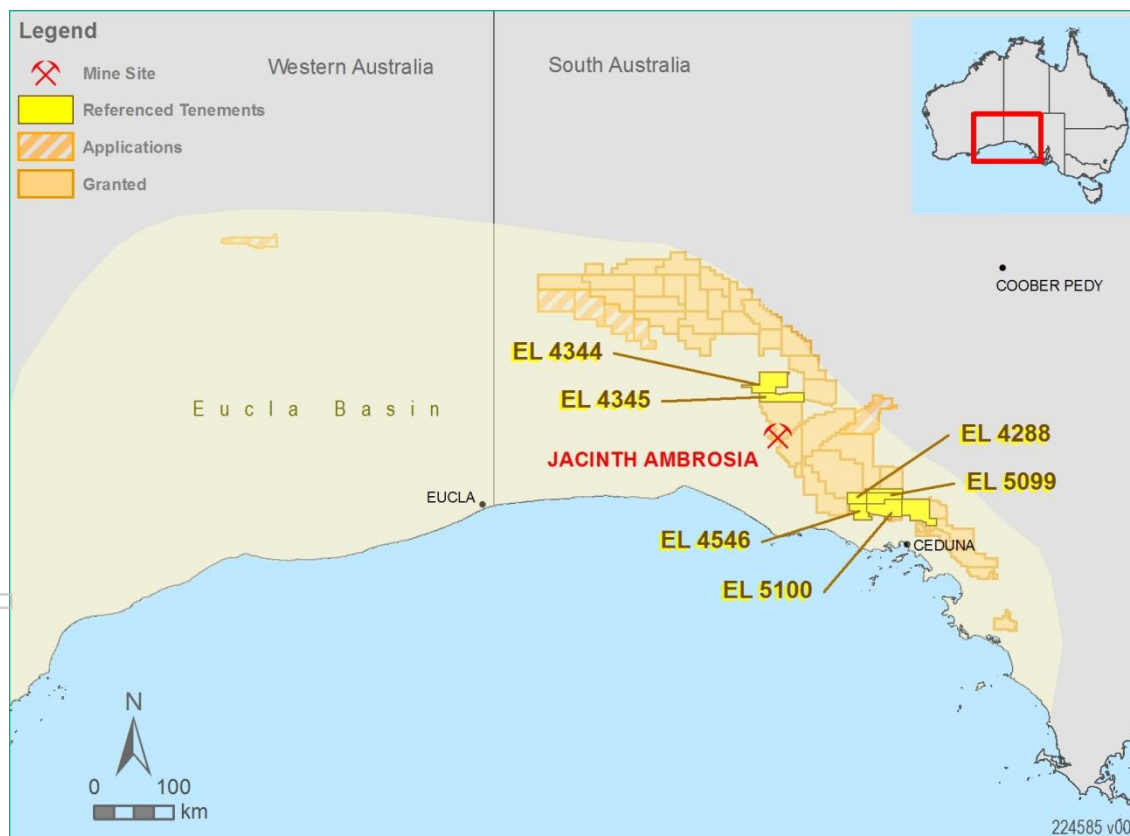 Legend
Mine Site
Referenced Tenements
Applications
Granted
Western Australia
South Australia
COOBER PEDY
EL 4344
EL 4345
Eucla Basin
JACINTH AMBROSIA
EL 4288
EL 5099
EUCLA
EL 4546
CEDUNA
EL 5100
N
0 100
km
224585 v00